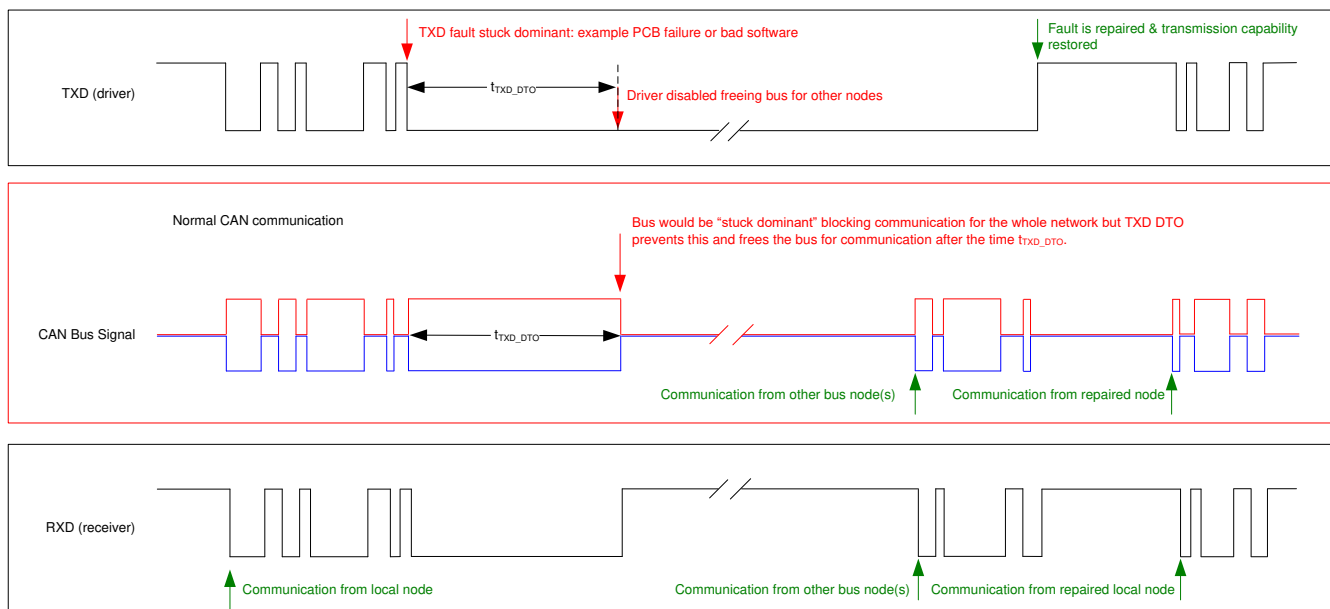 TXD fault stuck dominant: example PCB failure or bad software
Fault is repaired & transmission capability
restored
TXD (driver)
tTXD_DTO
Driver disabled freeing bus for other nodes
Normal CAN communication
Bus would be “stuck dominant” blocking communication for the whole network but TXD DTO
prevents this and frees the bus for communication after the time tTXD_DTO.
CAN Bus Signal
tTXD_DTO
Communication from other bus node(s)
Communication from repaired node
RXD (receiver)
Communication from local node
Communication from other bus node(s)
Communication from repaired local node